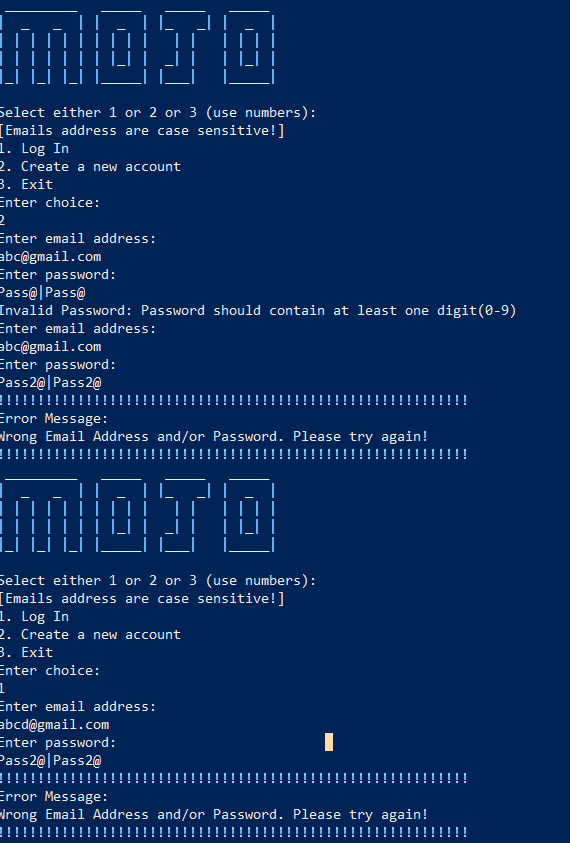 MOJO
Select either 1 or 2 or 3 (use numbers):
[Emails address are case sensitive!]
1. Log In
2. Create a new account
3. Exit
Enter choice:
2
Enter email address:
abc@gmail.com
Enter password:
Pass@|Pass@
Invalid Password: Password should contain at least one digit(0-9)
Enter email address:
abc@gmail.com
Enter password:
Pass2@|Pass2@
!!!!!!!!!!!!!!!!!!!!!!!!!!!!!!!!!!!!!!!!!!!!!!!!!!!!!!!!!!!
Error Message:
Wrong Email Address and/or Password. Please try again!
!!!!!!!!!!!!!!!!!!!!!!!!!!!!!!!!!!!!!!!!!!!!!!!!!!!!!!!!!!!
MOJO
Select either 1 or 2 or 3 (use numbers):
[Emails address are case sensitive!]
1. Log In
2. Create a new account
3. Exit
Enter choice:
1
Enter email address:
abcd@gmail.com
Enter password:
Pass2@|Pass2@
!!!!!!!!!!!!!!!!!!!!!!!!!!!!!!!!!!!!!!!!!!!!!!!!!!!!!!!!!!!
Error Message:
Wrong Email Address and/or Password. Please try again!
!!!!!!!!!!!!!!!!!!!!!!!!!!!!!!!!!!!!!!!!!!!!!!!!!!!!!!!!!!!